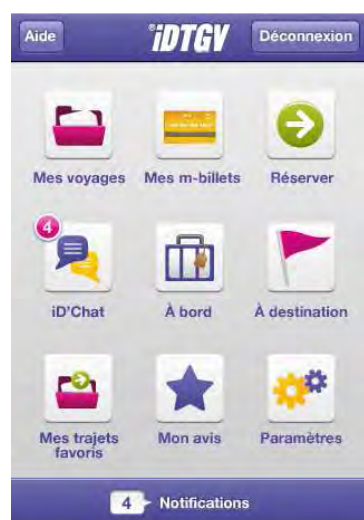 Aide
iDTGV
Déconnexion
Mes voyages
Mes m-billets
Réserver
4
iD'Chat
À bord
À destination
Mes trajets
favoris
Mon avis
Paramètres
4 Notifications